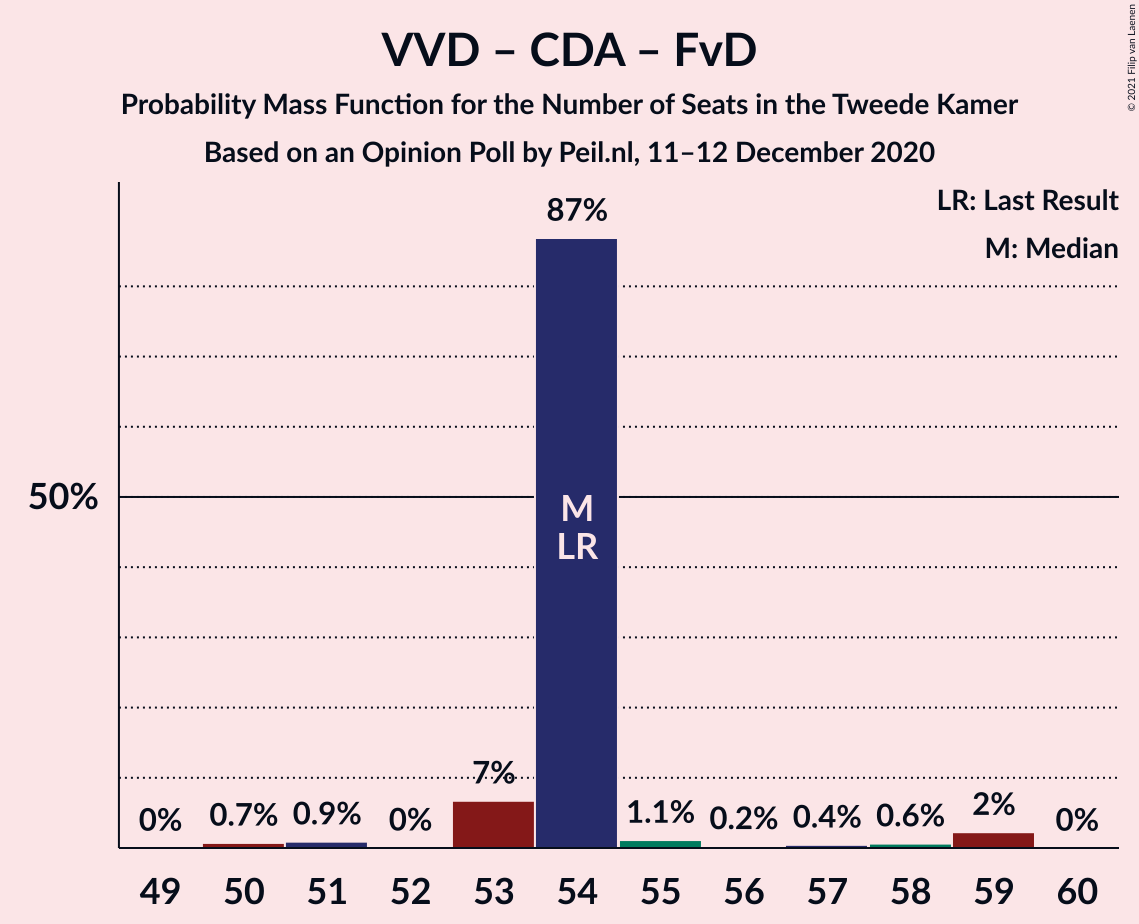 VVD – CDA – FvD
Probability Mass Function for the Number of Seats in the Tweede Kamer
Based on an Opinion Poll by Peil.nl, 11–12 December 2020
© 2021 Filip van Laenen
LR: Last Result
M: Median
87%
50%
M
LR
7%
0% 0.7% 0.9% 0% 1.1% 0.2% 0.4% 0.6% 2% 0%
49 50 51 52 53 54 55 56 57 58 59 60